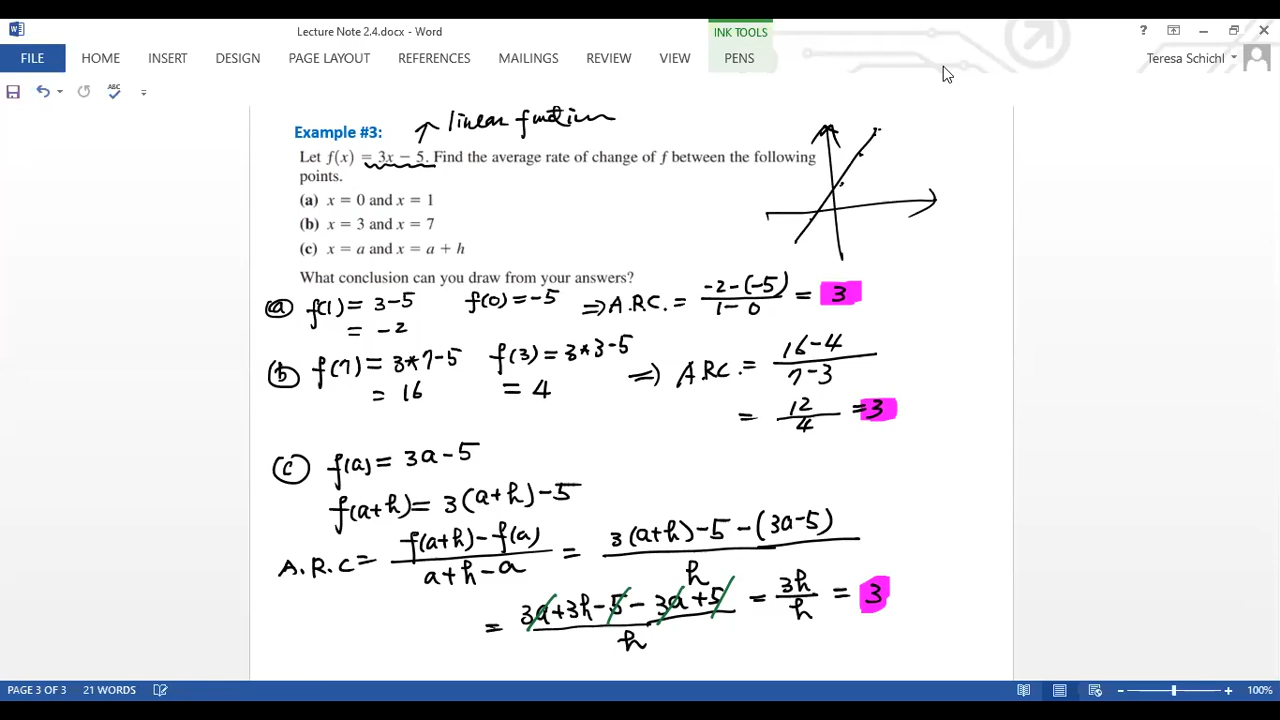 Lecture Note 2.4.docx - Word
INK TOOLS
?
FILE HOME INSERT DESIGN PAGE LAYOUT REFERENCES MAILINGS REVIEW VIEW PENS
Teresa Schichl
ABC
Example #3: ↑ linear function
Let f(x) = 3x − 5. Find the average rate of change of f between the following
points.
(a) x = 0 and x = 1
(b) x = 3 and x = 7
(c) x = a and x = a + h
What conclusion can you draw from your answers?
(a) f(1) = 3-5 f(0) = -5 ⇒ A.R.C. = (-2-(-5))/(1-0) = 3
= -2
(b) f(7) = 3*7-5 f(3) = 3*3-5 ⇒ A.R.C. = (16-4)/(7-3)
= 16 = 4
= 12/4 = 3
(c) f(a) = 3a-5
f(a+h) = 3(a+h)-5
A.R.C = (f(a+h)-f(a))/(a+h-a) = (3(a+h)-5-(3a-5))/h
= (3a+3h-5-3a+5)/h = 3h/h = 3
PAGE 3 OF 3 21 WORDS
100%